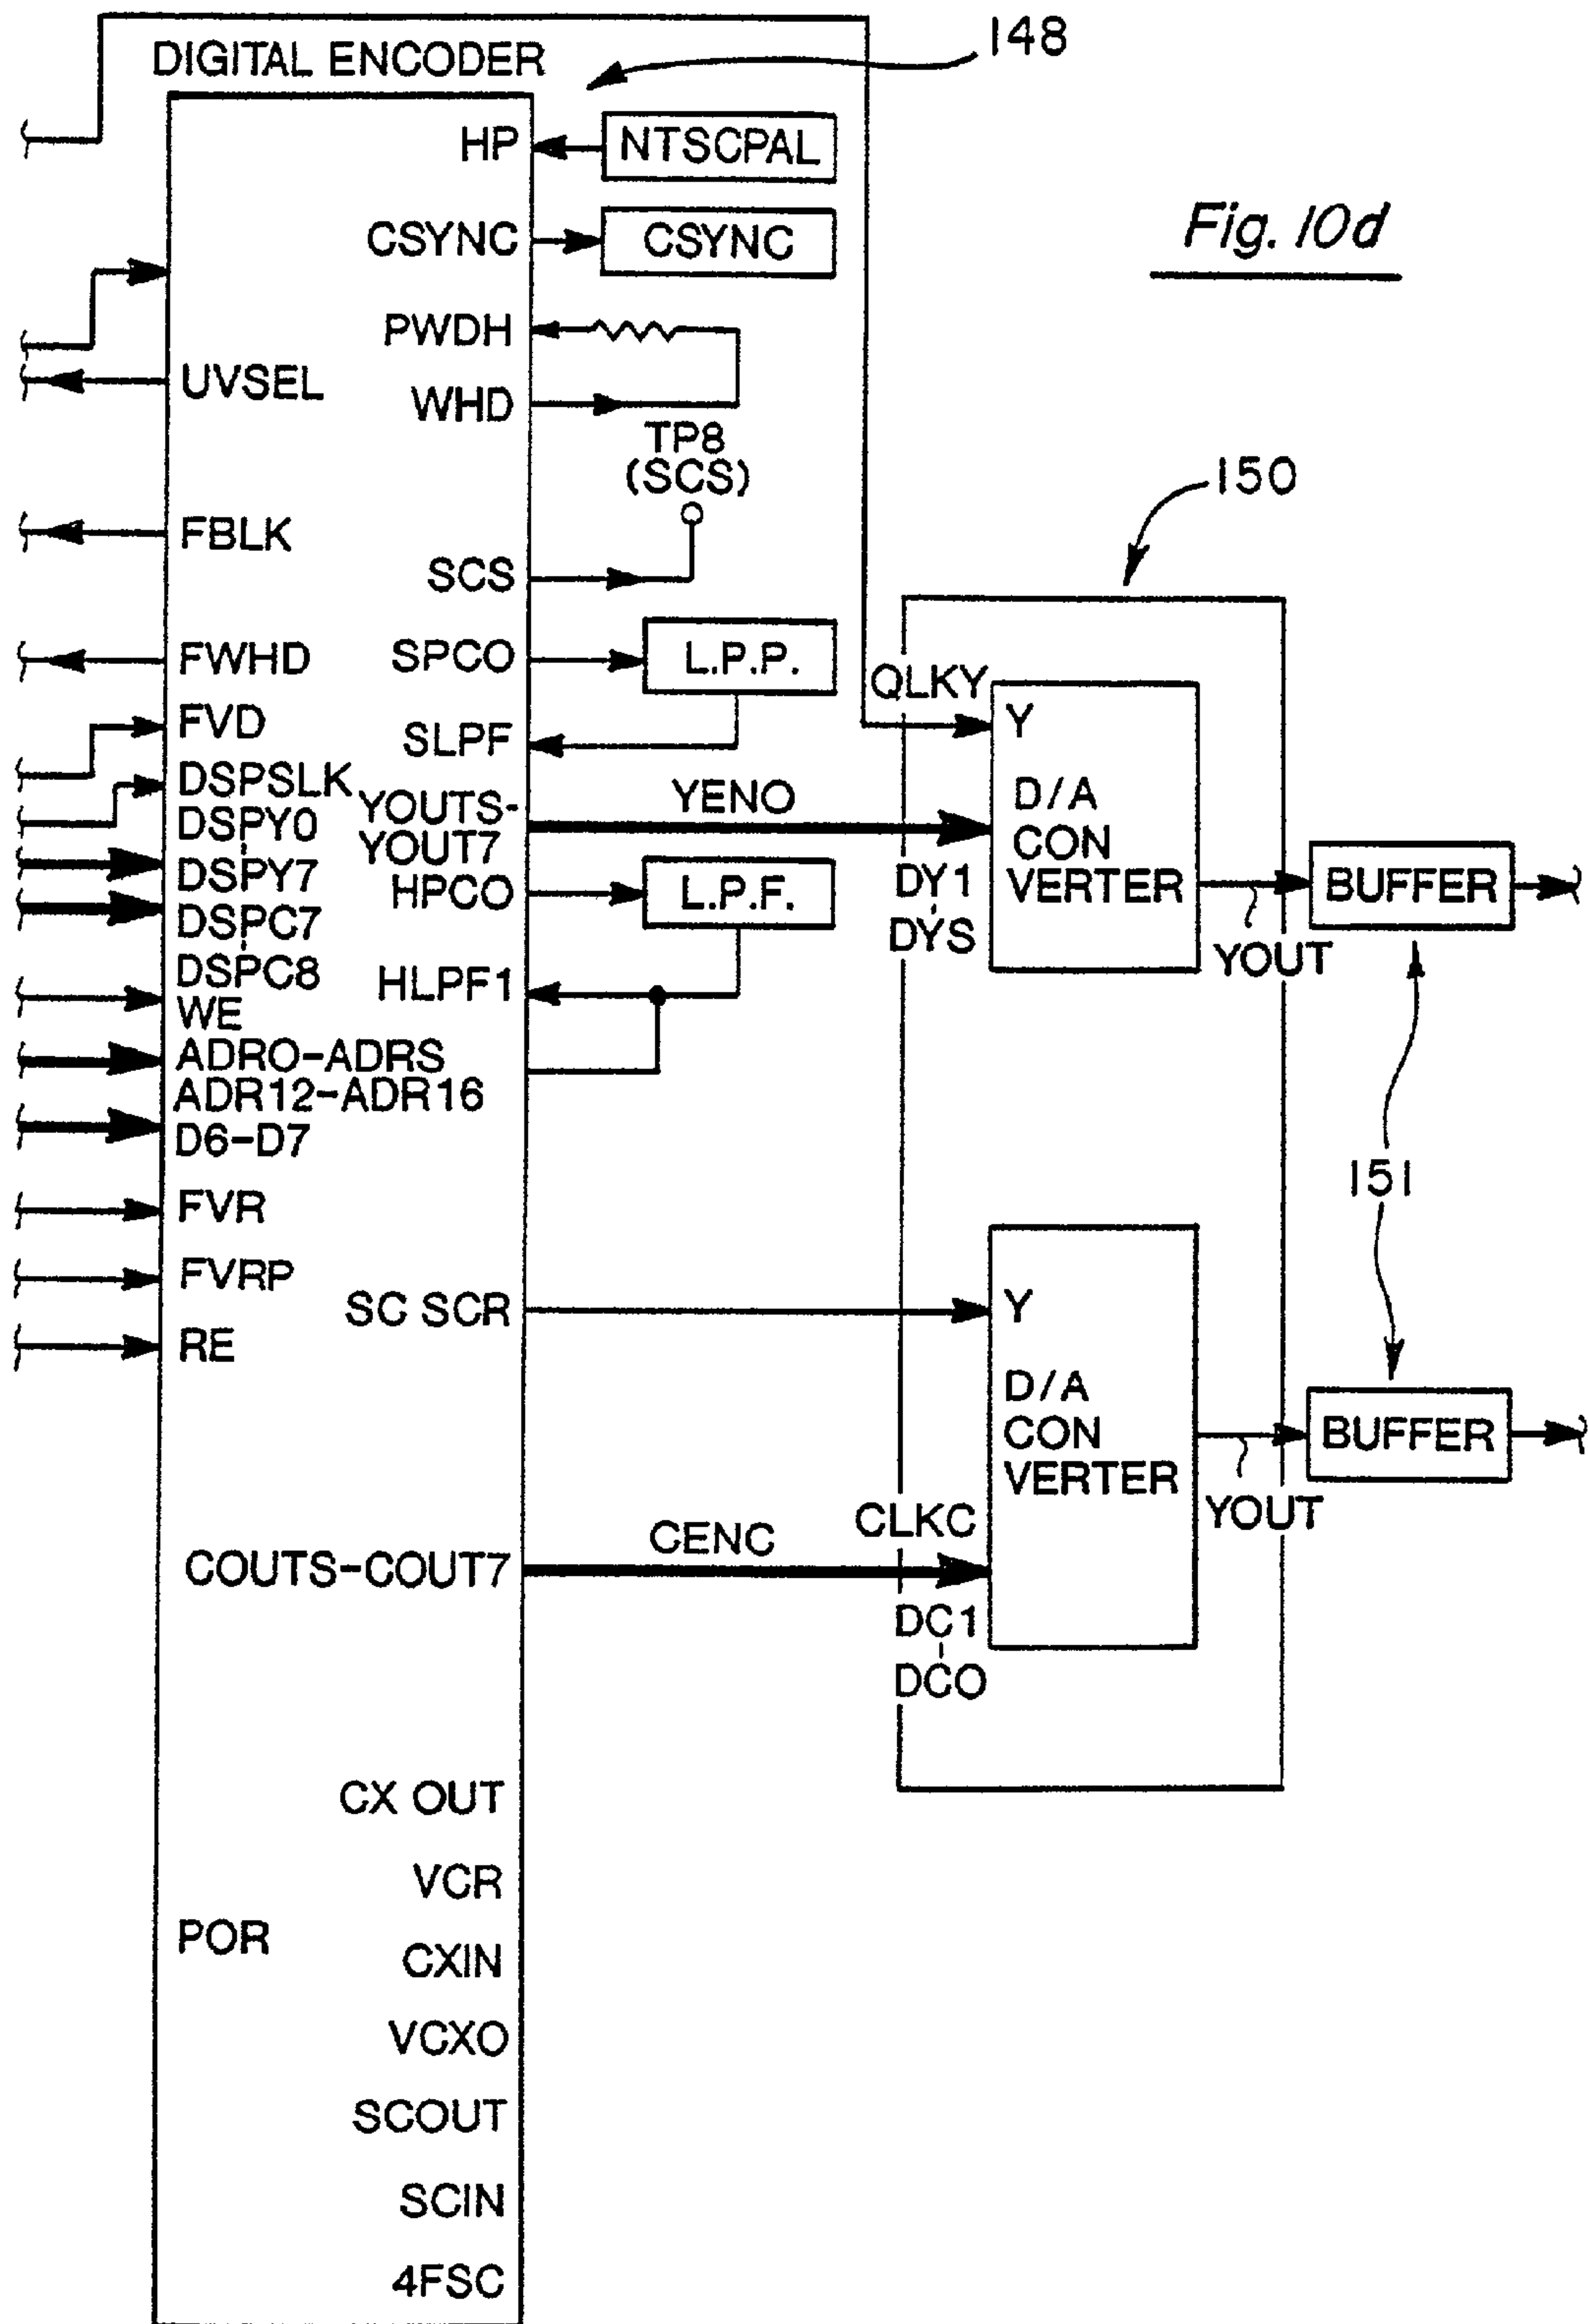 DIGITAL ENCODER
148
HP
NTSCPAL
Fig. 10d
CSYNC
CSYNC
PWDH
UVSEL
WHD
TP8
(SCS)
150
FBLK
SCS
FWHD
SPCO
L.P.P.
QLKY
FVD
SLPF
Y
DSPSLK
DSPY0
DSPY7
DSPC7
DSPC8
YOUTS-
YOUT7
YENO
D/A
CON
VERTER
HPCO
L.P.F.
DY1
DYS
BUFFER
YOUT
HLPF1
WE
ADRO-ADRS
ADR12-ADR16
D6-D7
151
FVR
FVRP
SC SCR
Y
RE
D/A
CON
VERTER
BUFFER
YOUT
CLKC
CENC
COUTS-COUT7
DC1
DCO
CX OUT
VCR
POR
CXIN
VCXO
SCOUT
SCIN
4FSC